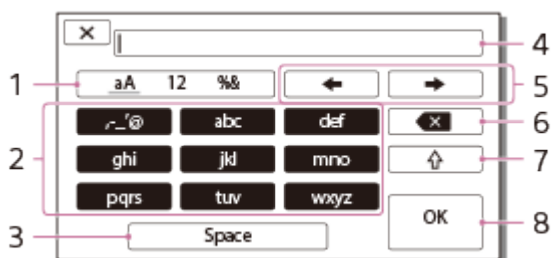 4
1 aA 12 %& 5
,-_'@ abc def 6
2 ghi jkl mno 7
pqrs tuv wxyz
3 Space OK 8